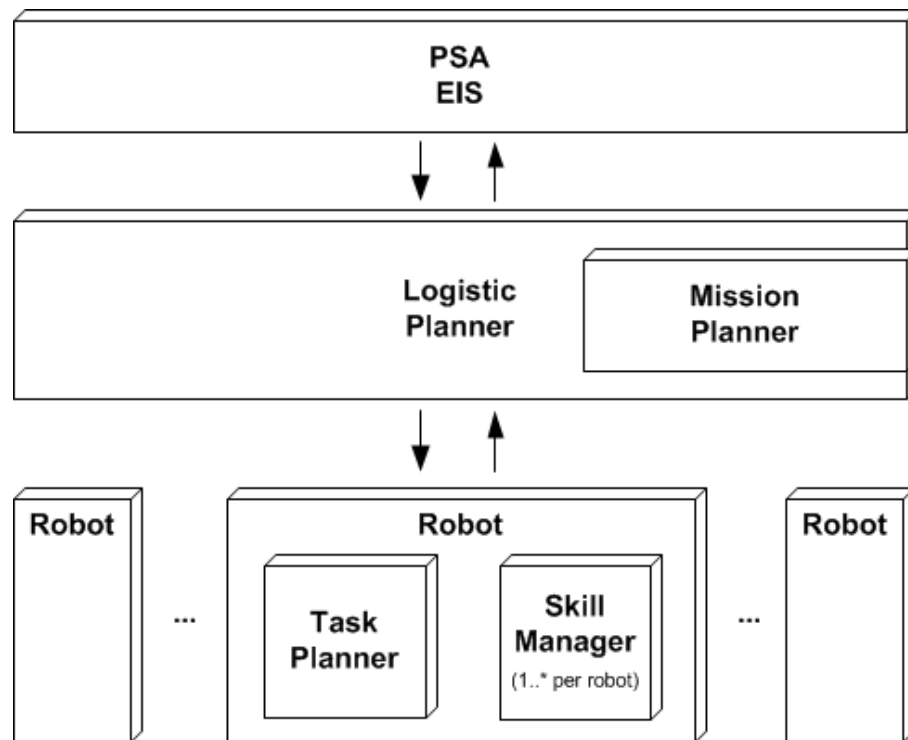 PSA
EIS
Logistic
Planner
Mission
Planner
Robot
Robot
Robot
...
...
Task
Planner
Skill
Manager
(1..* per robot)